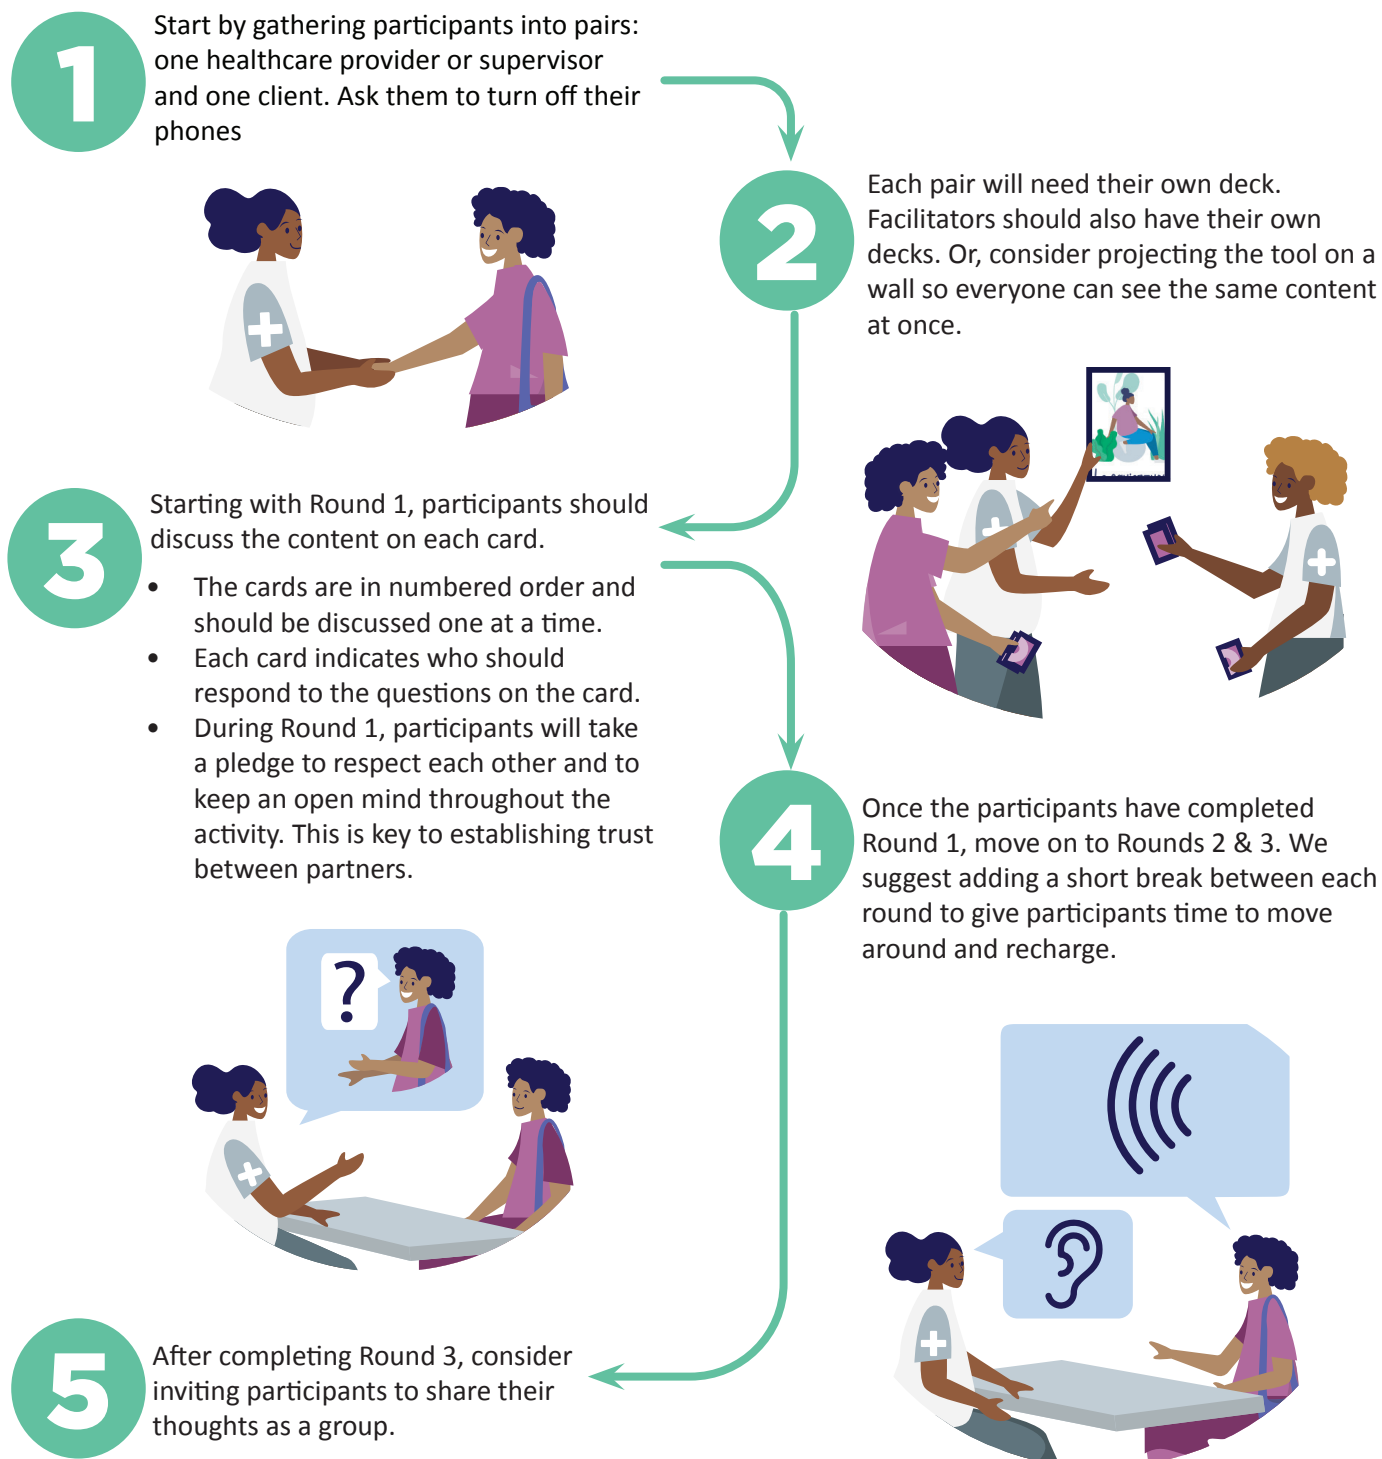 1
Start by gathering participants into pairs:
one healthcare provider or supervisor
and one client. Ask them to turn off their
phones
2
Each pair will need their own deck.
Facilitators should also have their own
decks. Or, consider projecting the tool on a
wall so everyone can see the same content
at once.
3
Starting with Round 1, participants should
discuss the content on each card.
• The cards are in numbered order and
should be discussed one at a time.
• Each card indicates who should
respond to the questions on the card.
• During Round 1, participants will take
a pledge to respect each other and to
keep an open mind throughout the
activity. This is key to establishing trust
between partners.
4
Once the participants have completed
Round 1, move on to Rounds 2 & 3. We
suggest adding a short break between each
round to give participants time to move
around and recharge.
?
5
After completing Round 3, consider
inviting participants to share their
thoughts as a group.